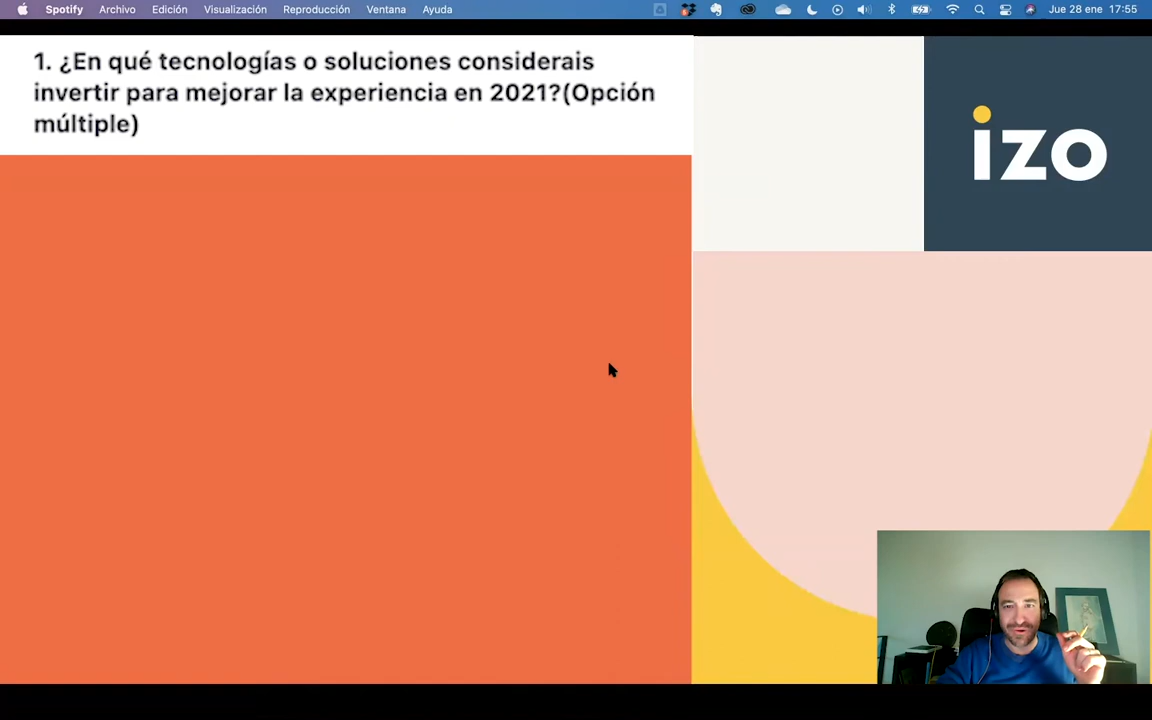 Spotify Archivo Edición Visualización Reproducción Ventana Ayuda Jue 28 ene 17:55
1. ¿En qué tecnologías o soluciones considerais
invertir para mejorar la experiencia en 2021?(Opción
múltiple)
izo